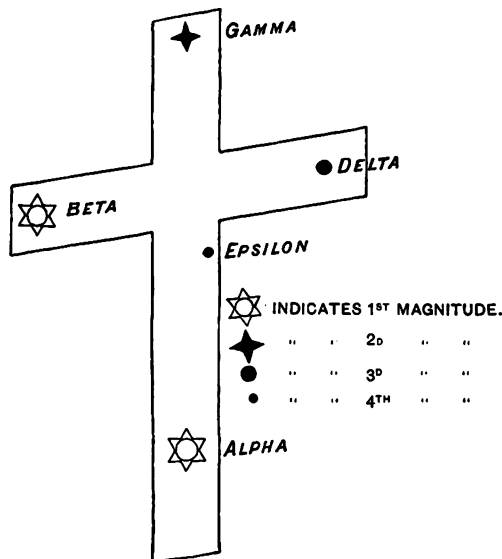 GAMMA
DELTA
BETA
EPSILON
INDICATES 1ST MAGNITUDE.
" " 2D " "
" " 3D " "
" " 4TH " "
ALPHA